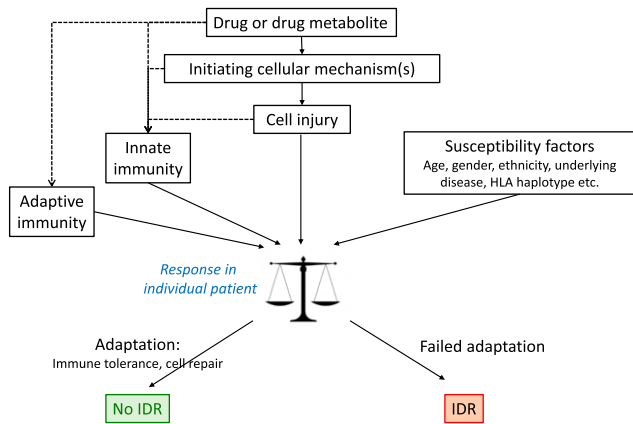 Drug or drug metabolite
Initiating cellular mechanism(s)
Cell injury
Innate
immunity
Adaptive
immunity
Susceptibility factors
Age, gender, ethnicity, underlying
disease, HLA haplotype etc.
Response in
individual patient
Adaptation:
Immune tolerance, cell repair
Failed adaptation
No IDR
IDR